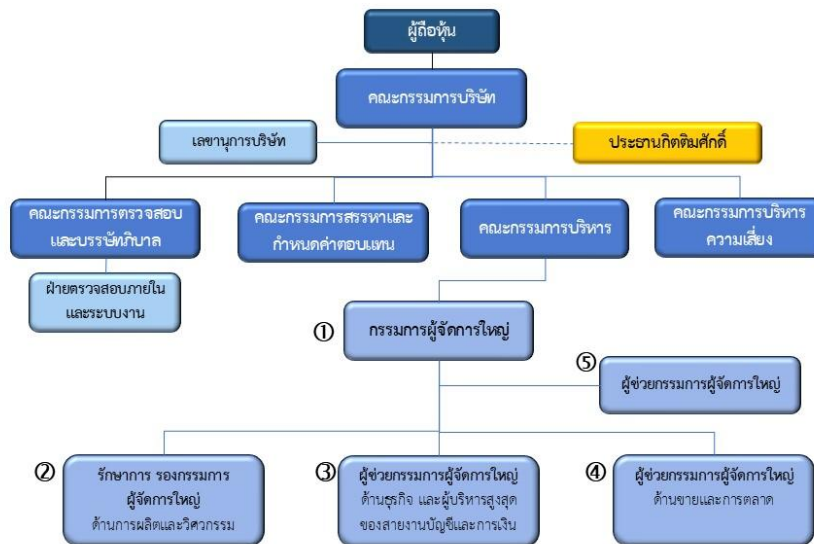 ผู้ถือหุ้น
คณะกรรมการบริษัท
เลขานุการบริษัท
ประธานกิตติมศักดิ์
คณะกรรมการตรวจสอบ
และบรรษัทภิบาล
คณะกรรมการสรรหาและ
กำหนดค่าตอบแทน
คณะกรรมการบริหาร
คณะกรรมการบริหาร
ความเสี่ยง
ฝ่ายตรวจสอบภายใน
และระบบงาน
① กรรมการผู้จัดการใหญ่
⑤ ผู้ช่วยกรรมการผู้จัดการใหญ่
② รักษาการ รองกรรมการ
ผู้จัดการใหญ่
ด้านการผลิตและวิศวกรรม
③ ผู้ช่วยกรรมการผู้จัดการใหญ่
ด้านธุรกิจ และผู้บริหารสูงสุด
ของสายงานบัญชีและการเงิน
④ ผู้ช่วยกรรมการผู้จัดการใหญ่
ด้านขายและการตลาด